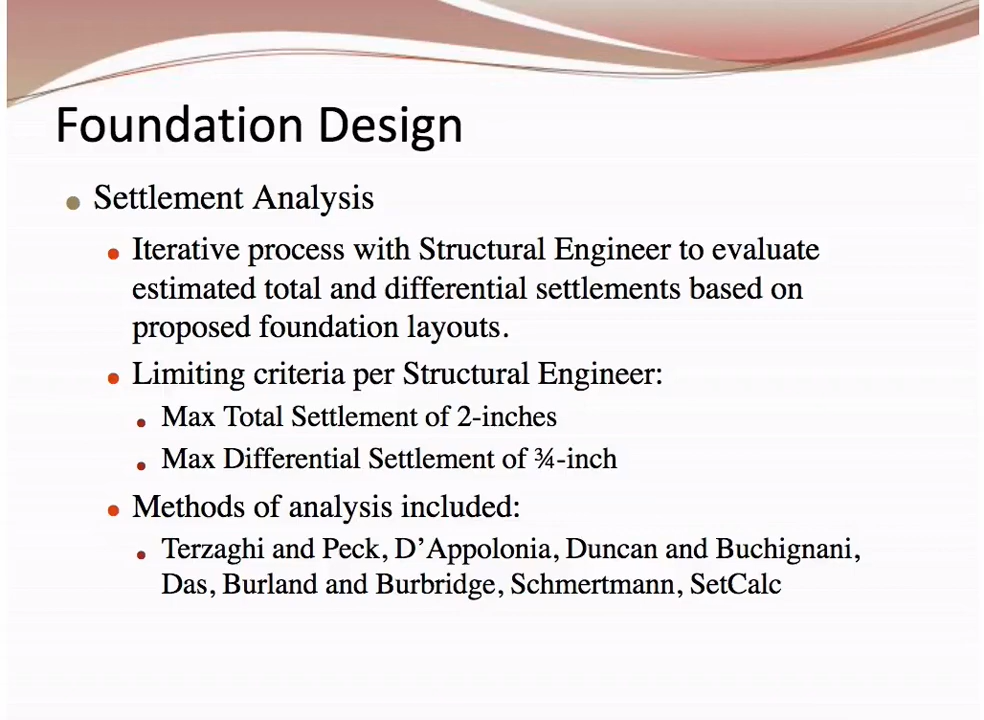 Foundation Design
Settlement Analysis
Iterative process with Structural Engineer to evaluate
estimated total and differential settlements based on
proposed foundation layouts.
Limiting criteria per Structural Engineer:
Max Total Settlement of 2-inches
Max Differential Settlement of ¾-inch
Methods of analysis included:
Terzaghi and Peck, D’Appolonia, Duncan and Buchignani,
Das, Burland and Burbridge, Schmertmann, SetCalc